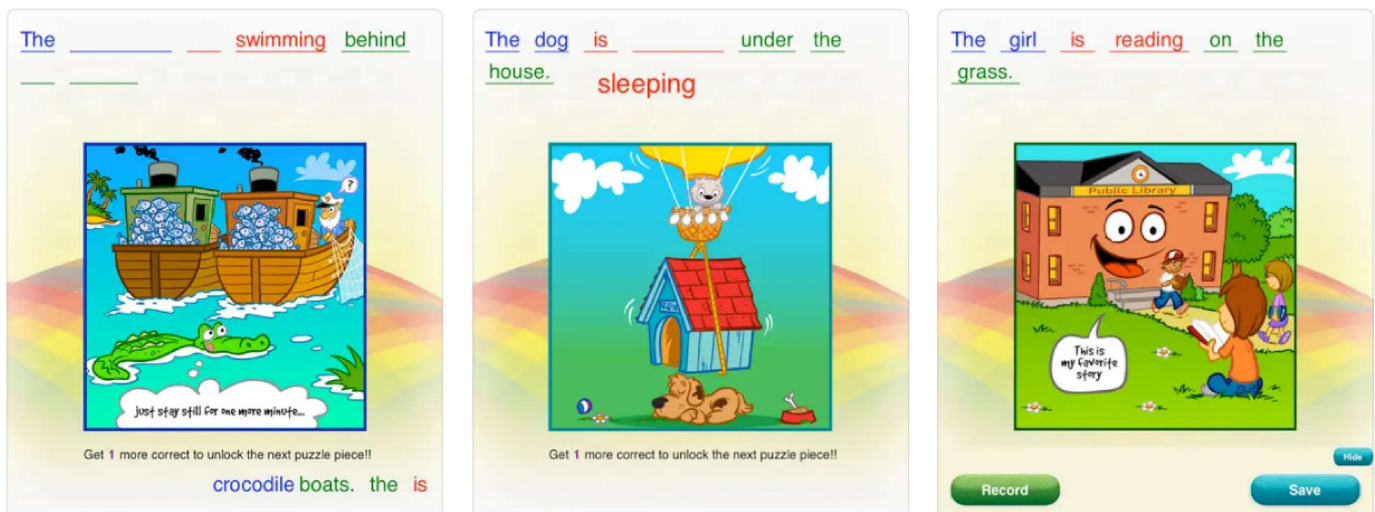 The swimming behind
just stay still for one more minute...
?
Get 1 more correct to unlock the next puzzle piece!!
crocodile boats. the is
The dog is under the
house.
sleeping
Get 1 more correct to unlock the next puzzle piece!!
The girl is reading on the
grass.
Public Library
This is
my favorite
story
Hide
Record
Save